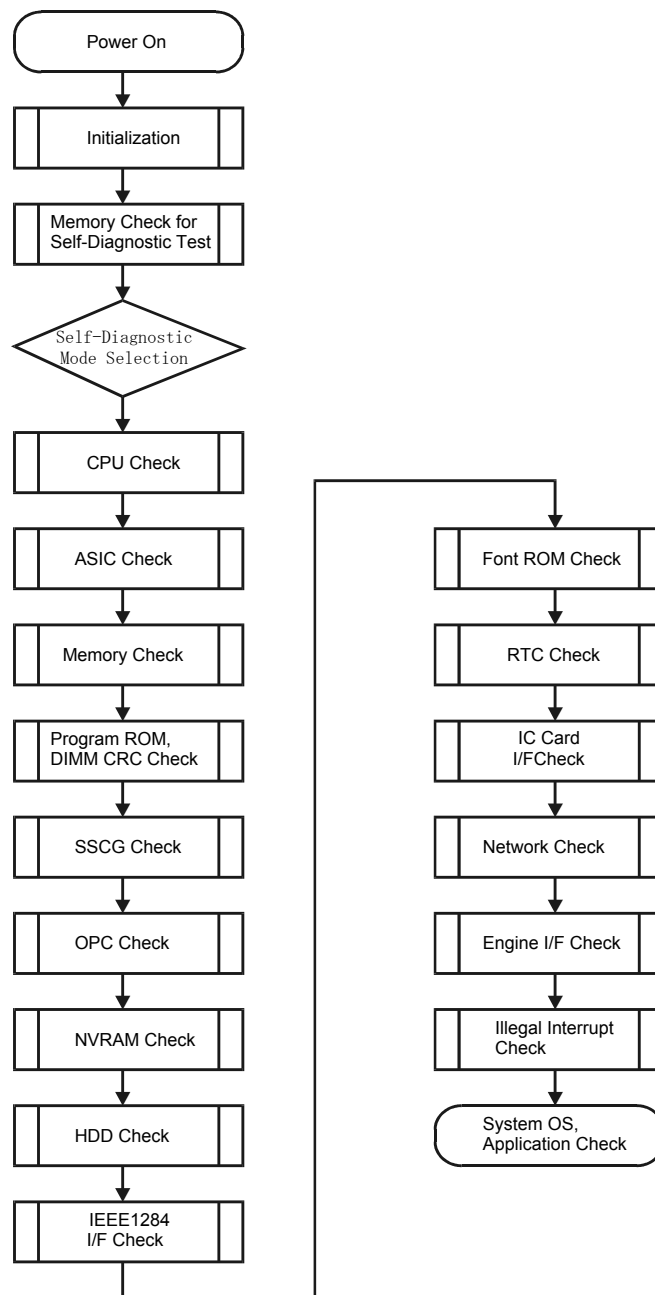 Power On
Initialization
Memory Check for
Self-Diagnostic Test
Self-Diagnostic
Mode Selection
CPU Check
ASIC Check
Memory Check
Program ROM,
DIMM CRC Check
SSCG Check
OPC Check
NVRAM Check
HDD Check
IEEE1284
I/F Check
Font ROM Check
RTC Check
IC Card
I/FCheck
Network Check
Engine I/F Check
Illegal Interrupt
Check
System OS,
Application Check